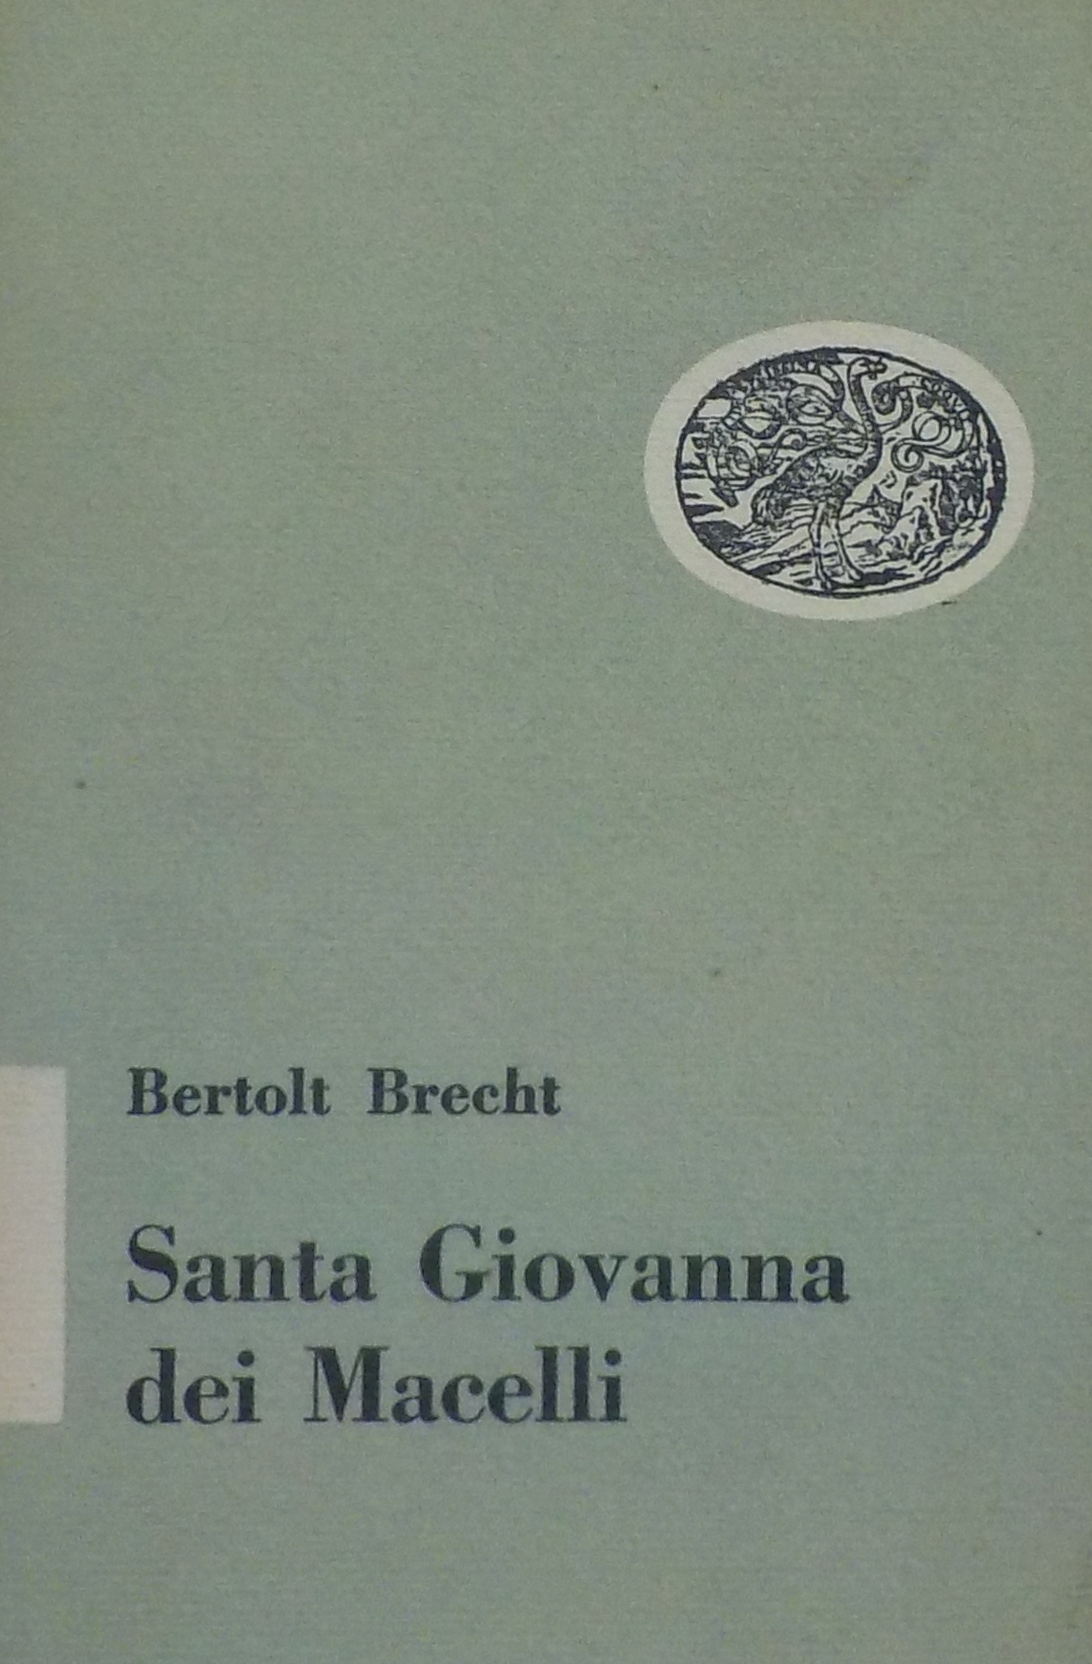 Bertolt Brecht
Santa Giovanna
dei Macelli